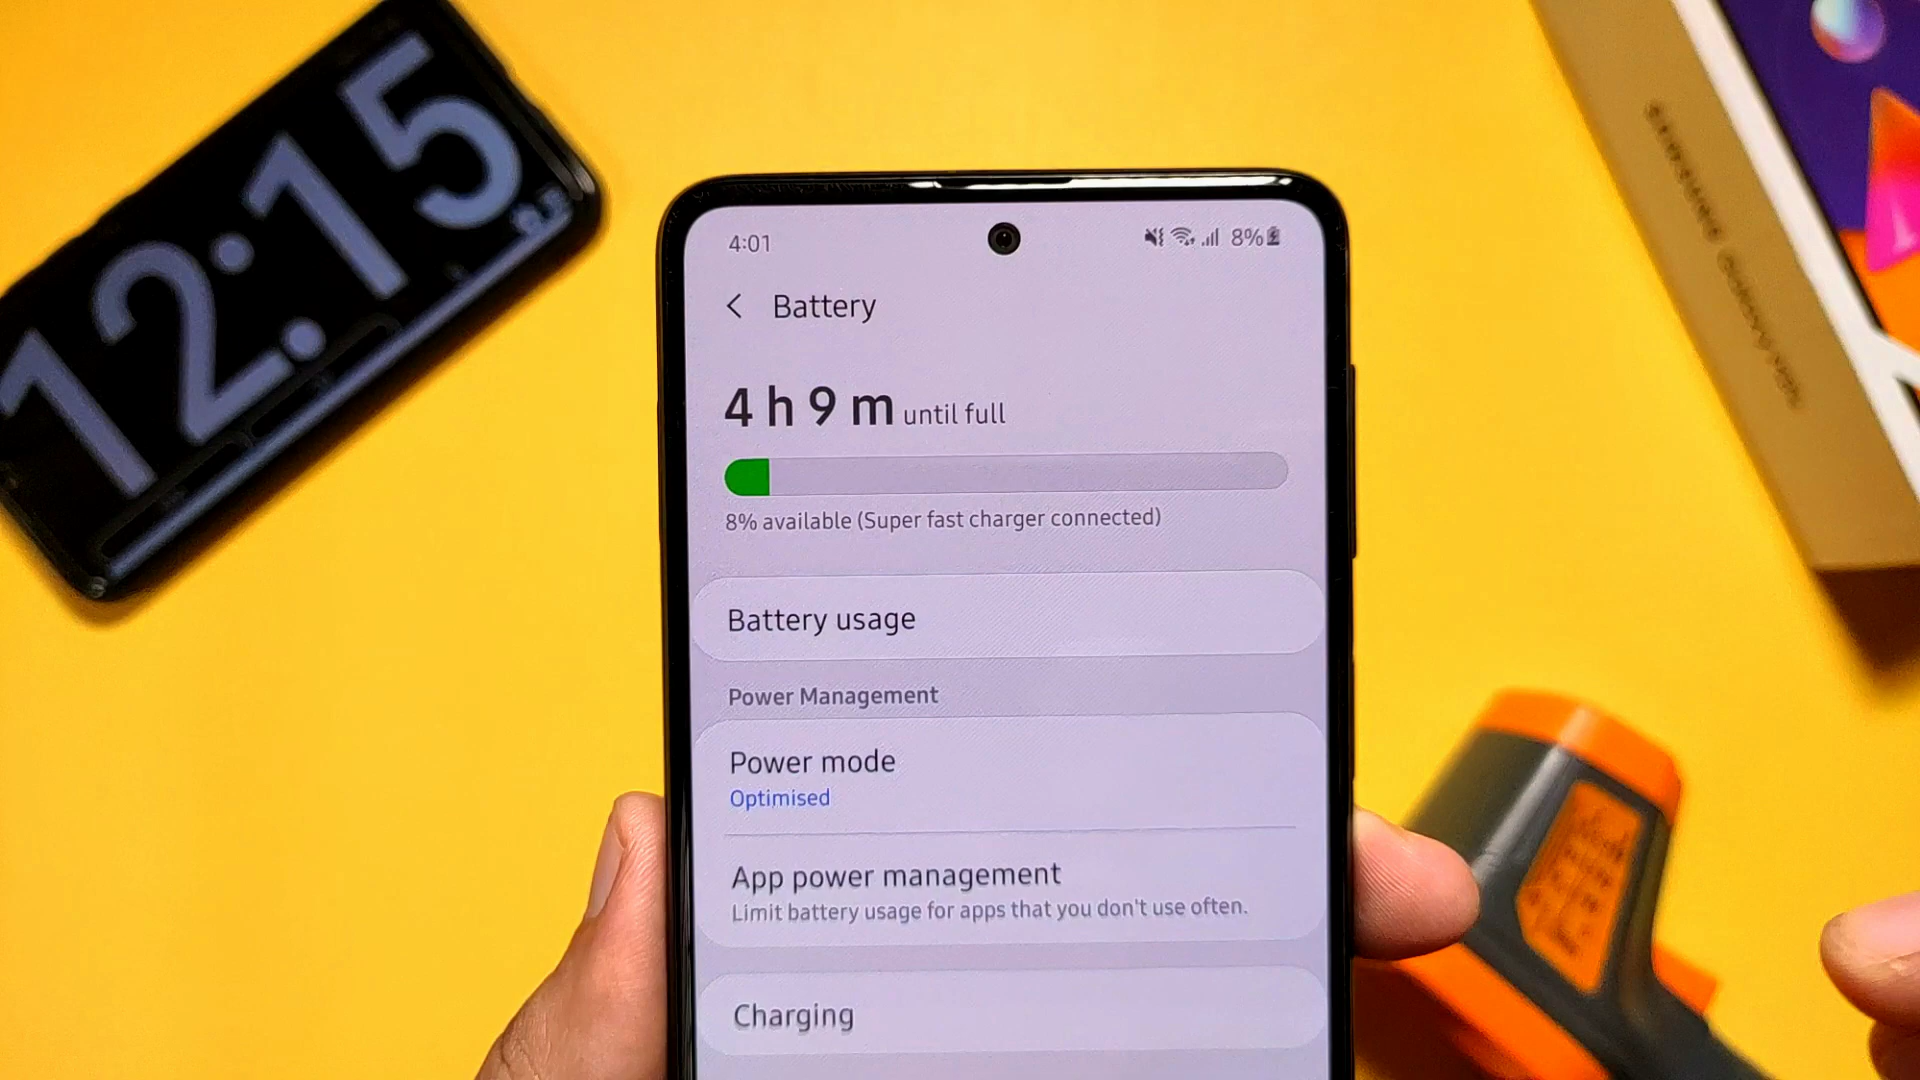 12:15
4:01
8%
Battery
4 h 9 m until full
8% available (Super fast charger connected)
Battery usage
Power Management
Power mode
Optimised
App power management
Limit battery usage for apps that you don't use often.
Charging